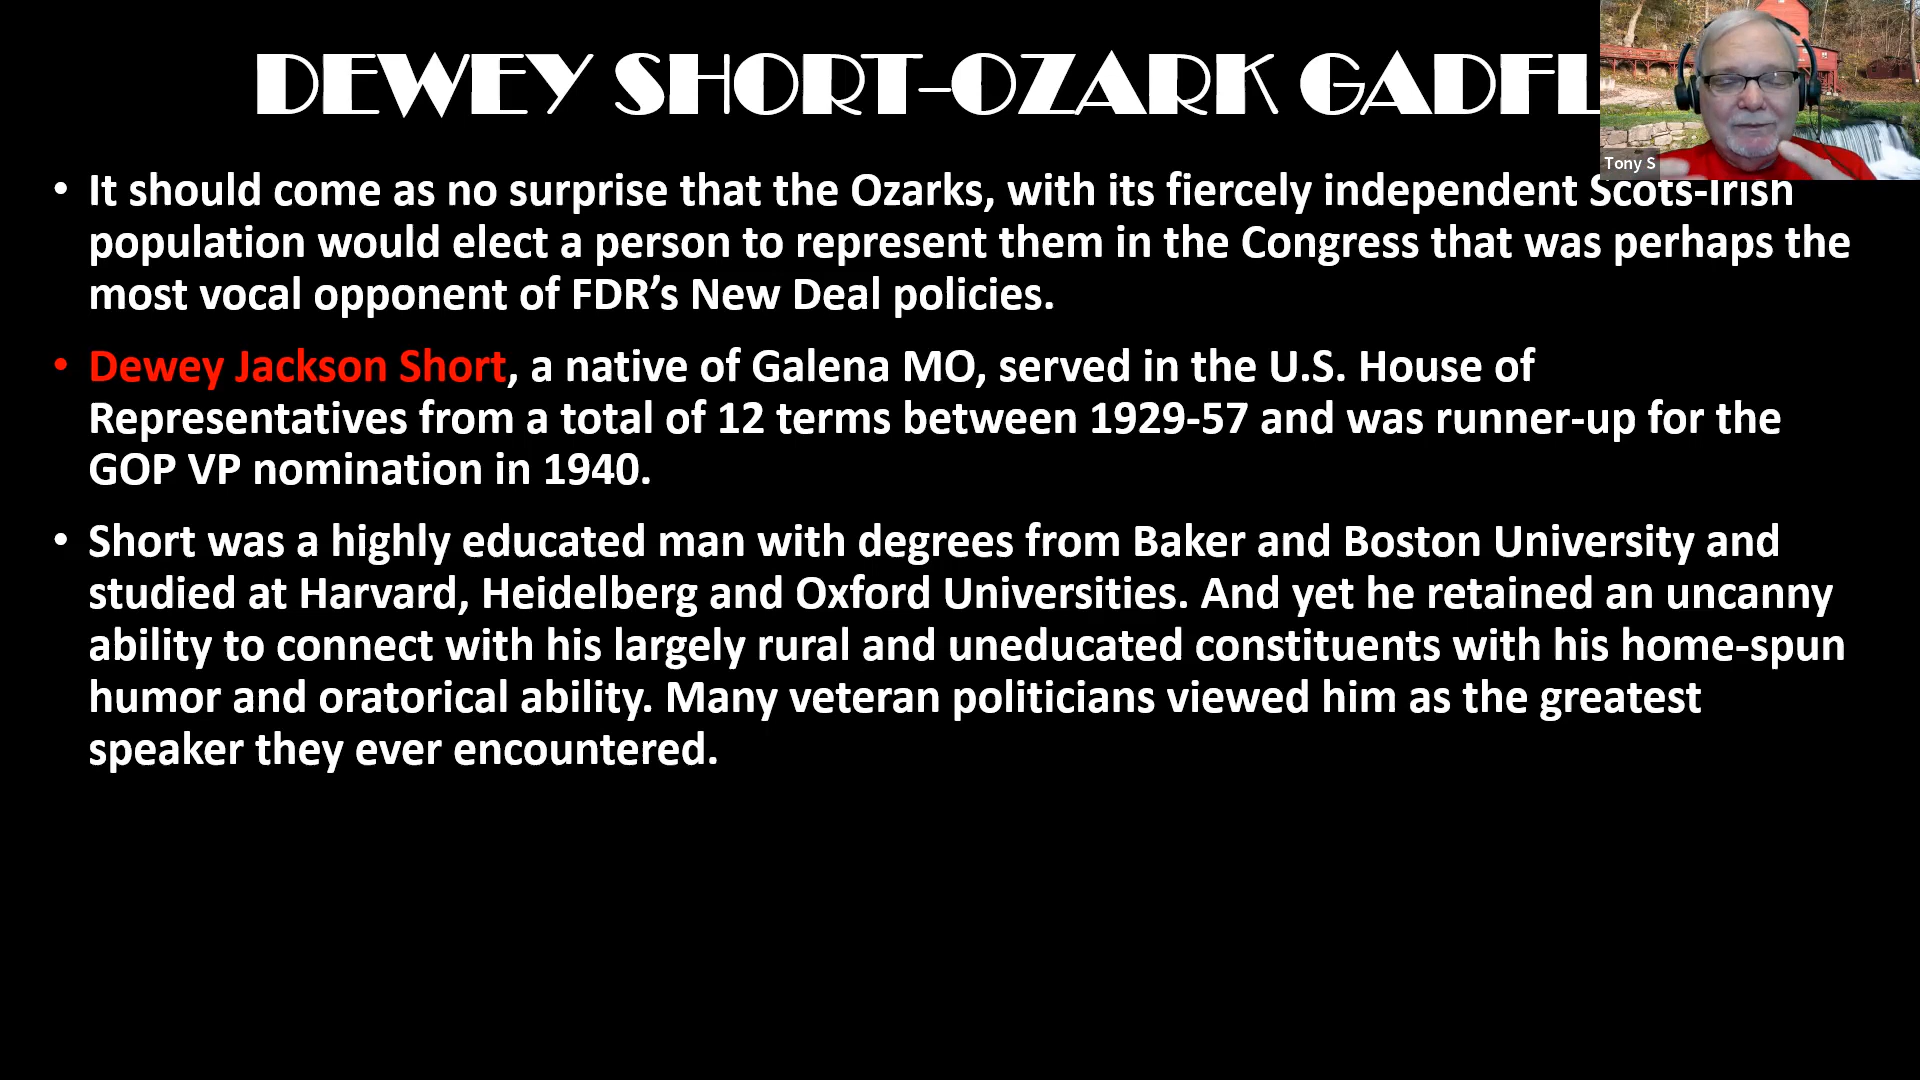 DEWEY SHORT–OZARK GADFL
Tony S
• It should come as no surprise that the Ozarks, with its fiercely independent Scots-Irish
population would elect a person to represent them in the Congress that was perhaps the
most vocal opponent of FDR’s New Deal policies.
• Dewey Jackson Short, a native of Galena MO, served in the U.S. House of
Representatives from a total of 12 terms between 1929-57 and was runner-up for the
GOP VP nomination in 1940.
• Short was a highly educated man with degrees from Baker and Boston University and
studied at Harvard, Heidelberg and Oxford Universities. And yet he retained an uncanny
ability to connect with his largely rural and uneducated constituents with his home-spun
humor and oratorical ability. Many veteran politicians viewed him as the greatest
speaker they ever encountered.